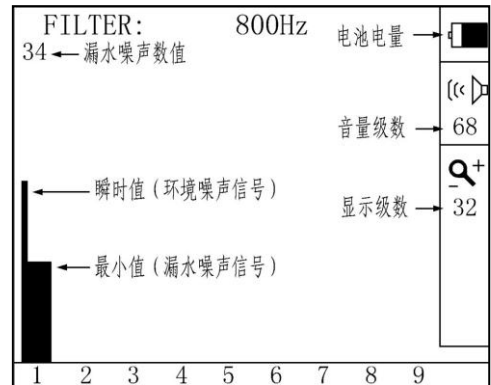 FILTER: 800Hz
34 漏水噪声数值
电池电量
音量级数 68
瞬时值(环境噪声信号)
显示级数 32
最小值(漏水噪声信号)
1 2 3 4 5 6 7 8 9